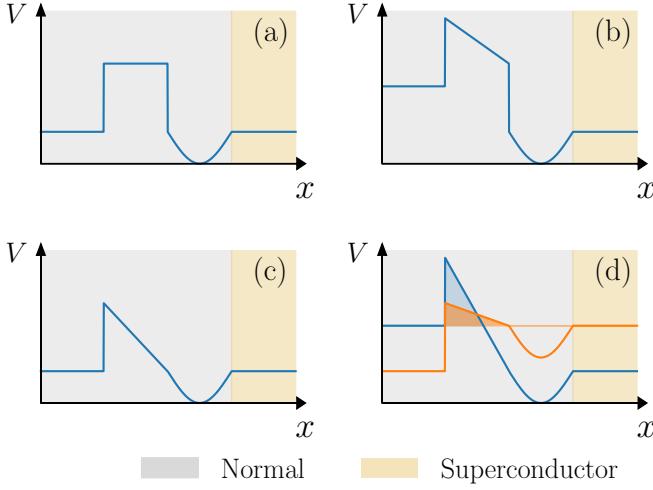 V (a)
x
V (b)
x
V (c)
x
V (d)
x
Normal Superconductor